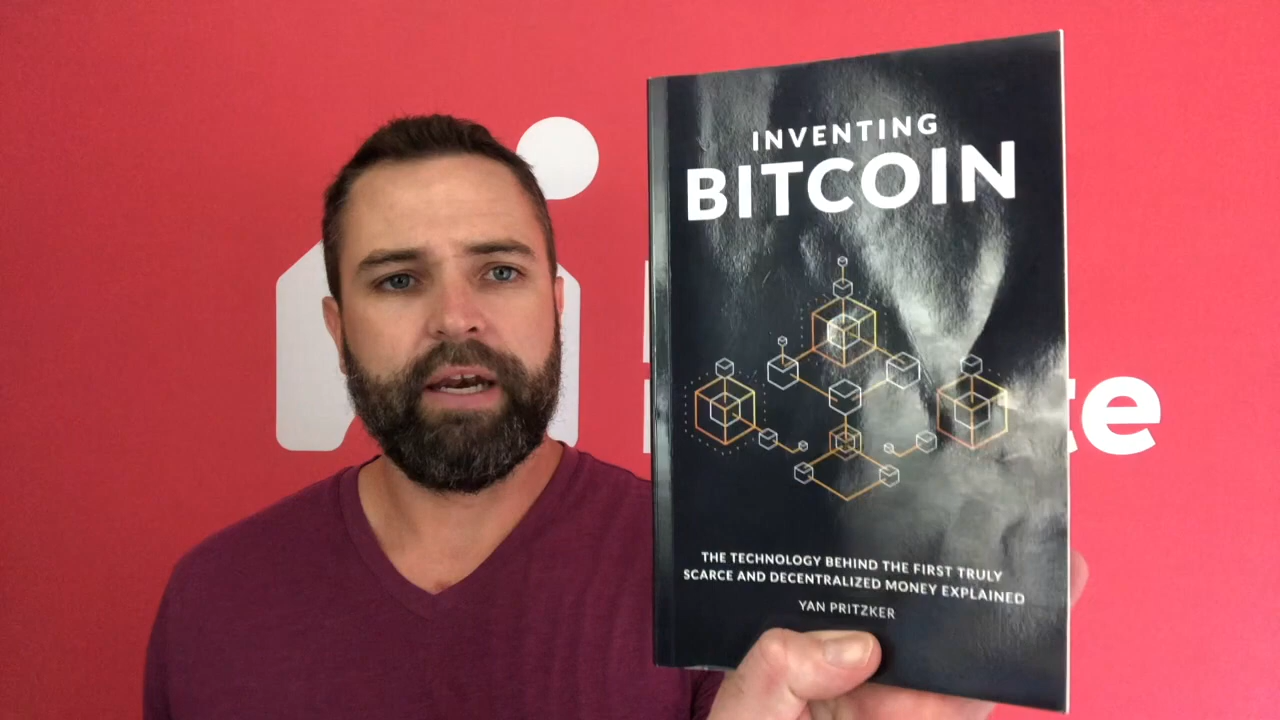 INVENTING
BITCOIN
THE TECHNOLOGY BEHIND THE FIRST TRULY
SCARCE AND DECENTRALIZED MONEY EXPLAINED
YAN PRITZKER